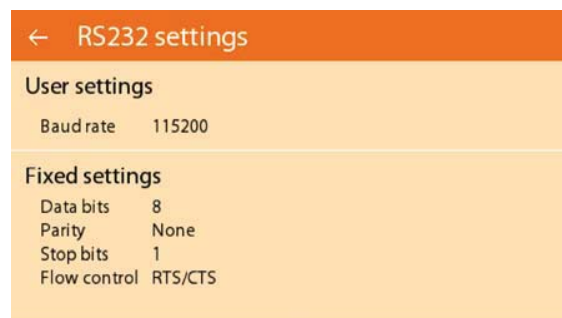 ← RS232 settings
User settings
Baud rate 115200
Fixed settings
Data bits 8
Parity None
Stop bits 1
Flow control RTS/CTS